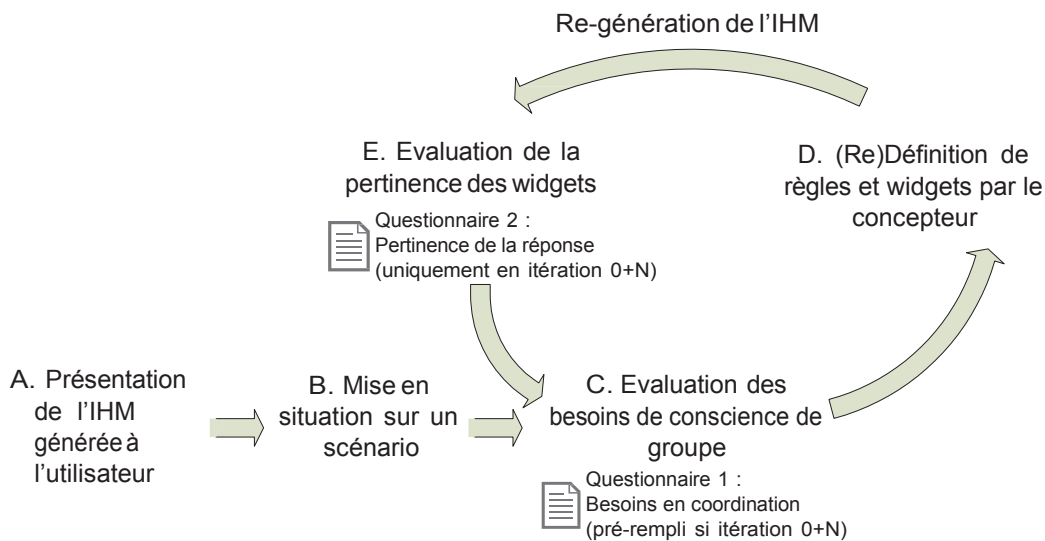 Re-génération de l'IHM
E. Evaluation de la
pertinence des widgets
Questionnaire 2 :
Pertinence de la réponse
(uniquement en itération 0+N)
D. (Re)Définition de
règles et widgets par le
concepteur
A. Présentation
de l'IHM
générée à
l'utilisateur
B. Mise en
situation sur un
scénario
C. Evaluation des
besoins de conscience de
groupe
Questionnaire 1 :
Besoins en coordination
(pré-rempli si itération 0+N)